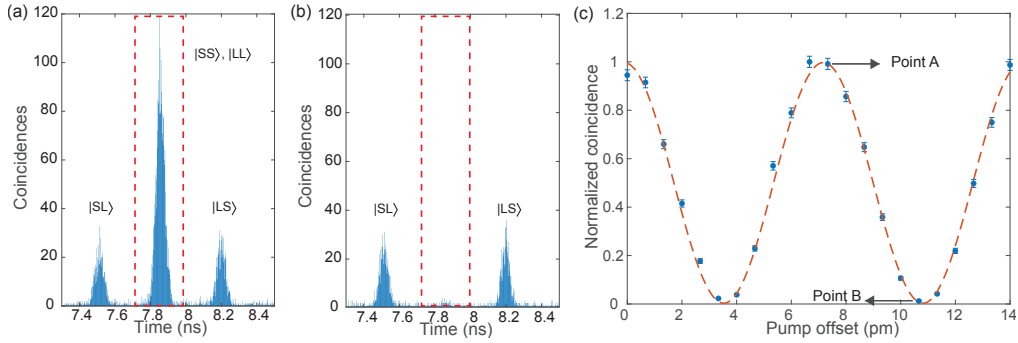 (a)
120
100
80
60
40
20
0
Coincidences
|SS⟩, |LL⟩
|SL⟩
|LS⟩
7.4 7.6 7.8 8 8.2 8.4
Time (ns)
(b)
120
100
80
60
40
20
0
Coincidences
|SL⟩
|LS⟩
7.4 7.6 7.8 8 8.2 8.4
Time (ns)
(c)
1.2
1
0.8
0.6
0.4
0.2
0
Normalized coincidence
Point A
Point B
0 2 4 6 8 10 12 14
Pump offset (pm)